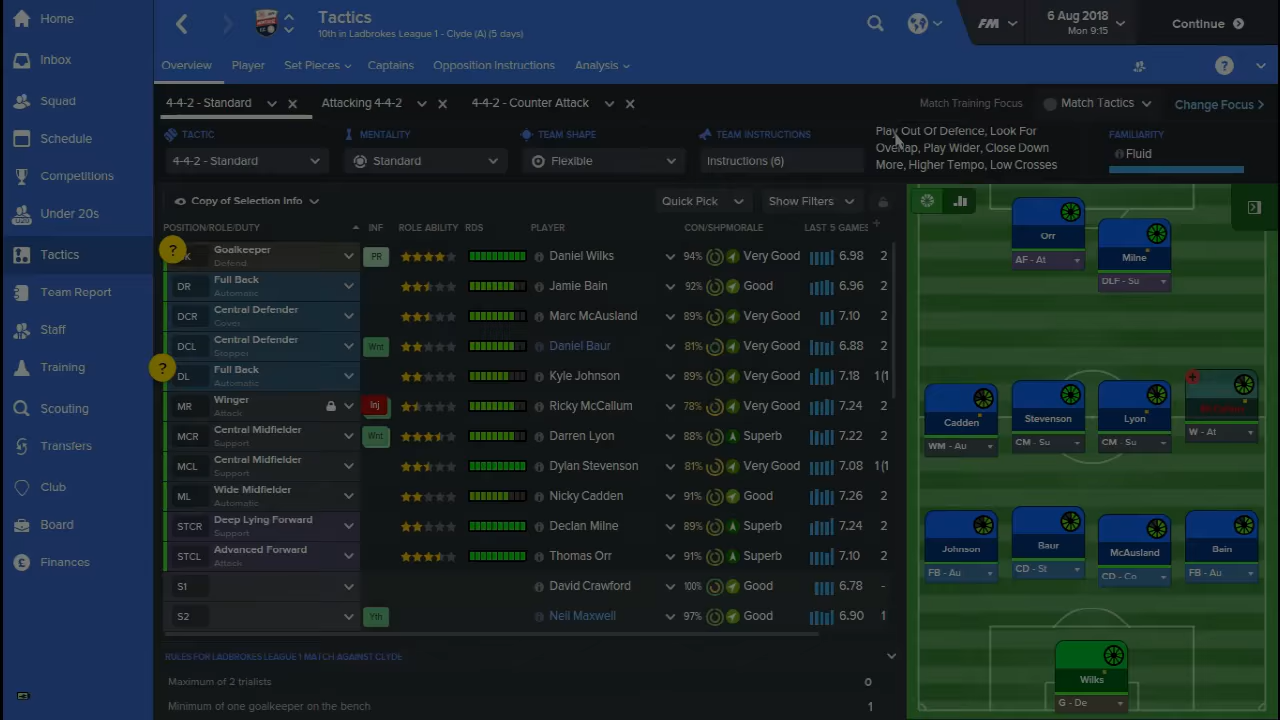 Home
Tactics
10th in Ladbrokes League 1 - Clyde (A) (5 days)
FM
6 Aug 2018
Mon 9:15
Continue
Inbox
Squad
Schedule
Competitions
Under 20s
Tactics
Team Report
Staff
Training
Scouting
Transfers
Club
Board
Finances
Overview Player Set Pieces Captains Opposition Instructions Analysis
?
4-4-2 - Standard Attacking 4-4-2 4-4-2 - Counter Attack
Match Training Focus Match Tactics Change Focus
TACTIC MENTALITY TEAM SHAPE TEAM INSTRUCTIONS
4-4-2 - Standard Standard Flexible Instructions (6)
Play Out Of Defence, Look For
Overlap, Play Wider, Close Down
More, Higher Tempo, Low Crosses
FAMILIARITY
Fluid
Copy of Selection Info Quick Pick Show Filters
POSITION/ROLE/DUTY INF ROLE ABILITY RDS PLAYER CON/SHPMORALE LAST 5 GAMES
? Goalkeeper Defend PR Daniel Wilks 94% Very Good 6.98 2
DR Full Back Automatic Jamie Bain 92% Good 6.96 2
DCR Central Defender Cover Marc McAusland 89% Very Good 7.10 2
DCL Central Defender Stopper Wnt Daniel Baur 81% Very Good 6.88 2
? DL Full Back Automatic Kyle Johnson 89% Very Good 7.18 1(1
MR Winger Attack Inj Ricky McCallum 78% Very Good 7.24 2
MCR Central Midfielder Support Wnt Darren Lyon 88% Superb 7.22 2
MCL Central Midfielder Support Dylan Stevenson 81% Very Good 7.08 1(1
ML Wide Midfielder Automatic Nicky Cadden 91% Good 7.26 2
STCR Deep Lying Forward Support Declan Milne 89% Superb 7.24 2
STCL Advanced Forward Attack Thomas Orr 91% Superb 7.10 2
S1 David Crawford 100% Good 6.78 -
S2 Yth Neil Maxwell 97% Good 6.90 1
RULES FOR LADBROKES LEAGUE 1 MATCH AGAINST CLYDE
Maximum of 2 trialists 0
Minimum of one goalkeeper on the bench 1
Orr
AF - At
Milne
DLF - Su
Cadden
WM - Au
Stevenson
CM - Su
Lyon
CM - Su
McCallum
W - At
Johnson
FB - Au
Baur
CD - St
McAusland
CD - Co
Bain
FB - Au
Wilks
G - De